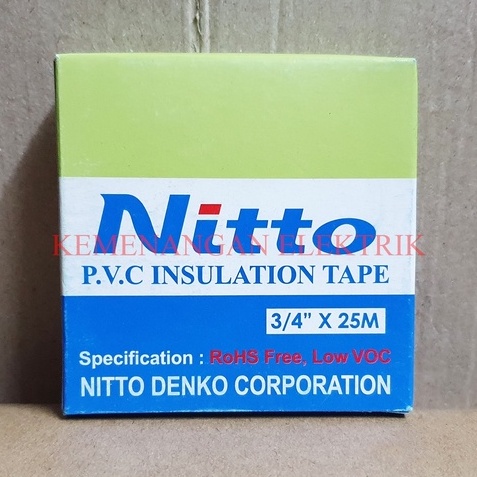 Nitto
KEMENANGAN ELEKTRIK
P.V.C INSULATION TAPE
3/4" X 25M
Specification : RoHS Free, Low VOC
NITTO DENKO CORPORATION